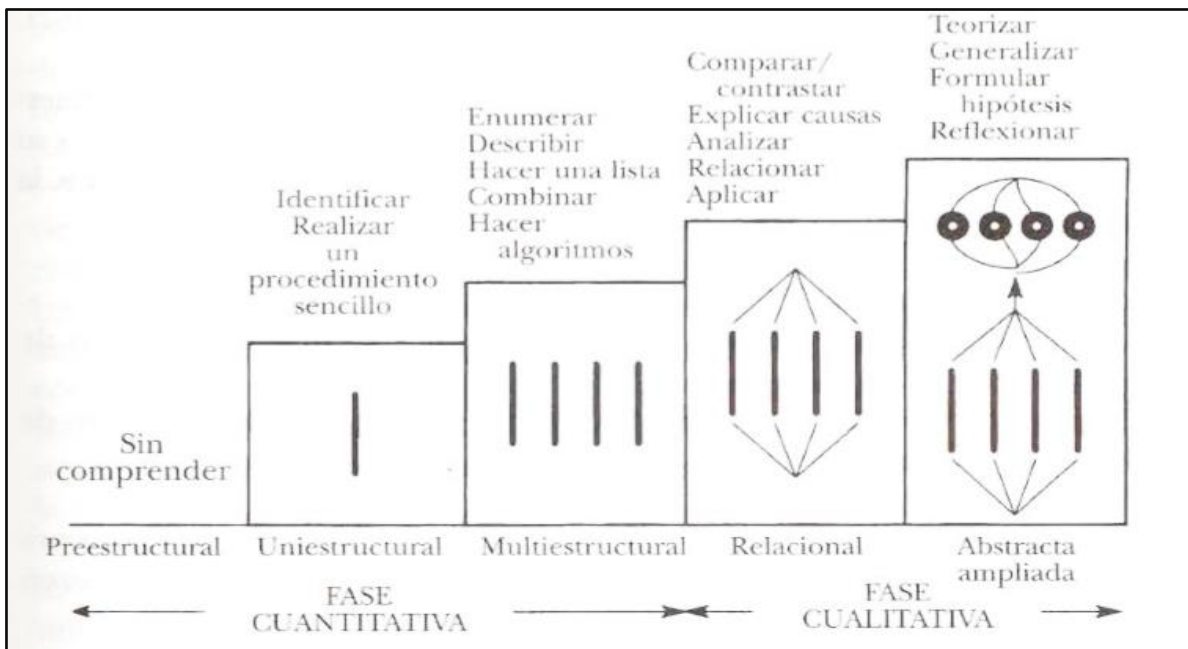 Sin
comprender
Identificar
Realizar
un
procedimiento
sencillo
Enumerar
Describir
Hacer una lista
Combinar
Hacer
algoritmos
Comparar/
contrastar
Explicar causas
Analizar
Relacionar
Aplicar
Teorizar
Generalizar
Formular
hipótesis
Reflexionar
Preestructural
Uniestructural
Multiestructural
Relacional
Abstracta
ampliada
FASE
CUANTITATIVA
FASE
CUALITATIVA